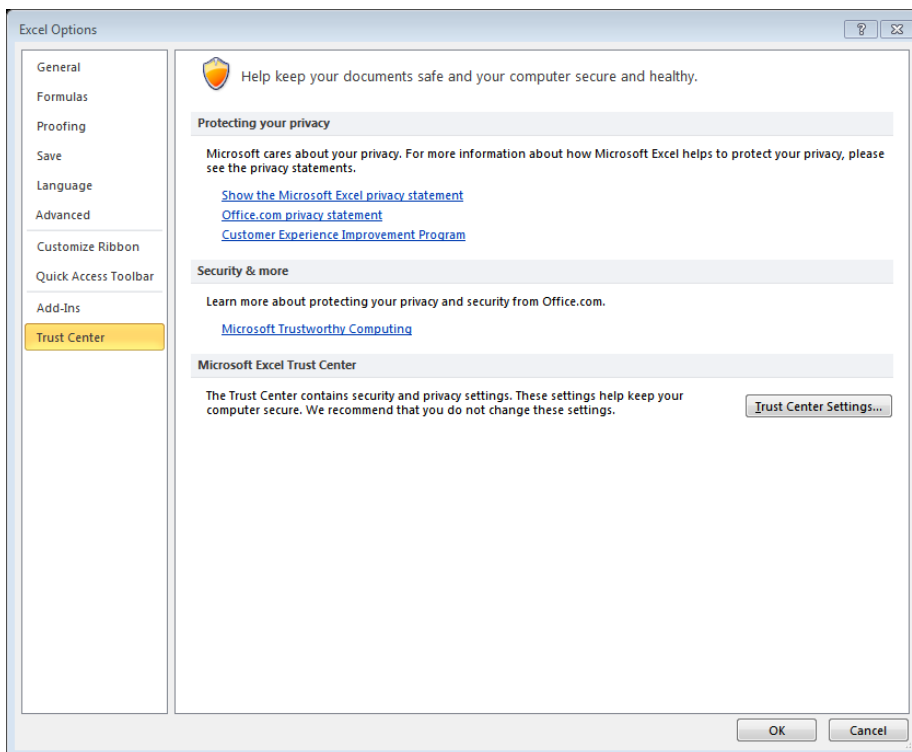 Excel Options
General
Formulas
Proofing
Save
Language
Advanced
Customize Ribbon
Quick Access Toolbar
Add-Ins
Trust Center
Help keep your documents safe and your computer secure and healthy.
Protecting your privacy
Microsoft cares about your privacy. For more information about how Microsoft Excel helps to protect your privacy, please
see the privacy statements.
Show the Microsoft Excel privacy statement
Office.com privacy statement
Customer Experience Improvement Program
Security & more
Learn more about protecting your privacy and security from Office.com.
Microsoft Trustworthy Computing
Microsoft Excel Trust Center
The Trust Center contains security and privacy settings. These settings help keep your
computer secure. We recommend that you do not change these settings.
Trust Center Settings...
OK
Cancel